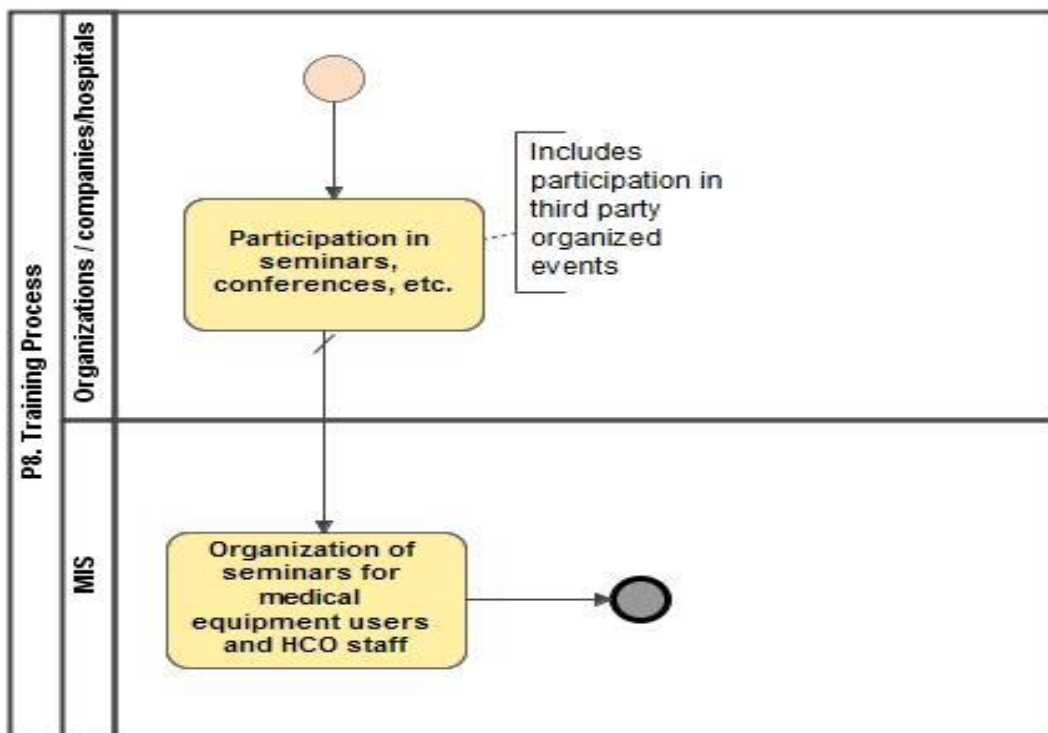 P8. Training Process
Organizations / companies/hospitals
Participation in
seminars,
conferences, etc.
Includes
participation in
third party
organized
events
MIS
Organization of
seminars for
medical
equipment users
and HCO staff